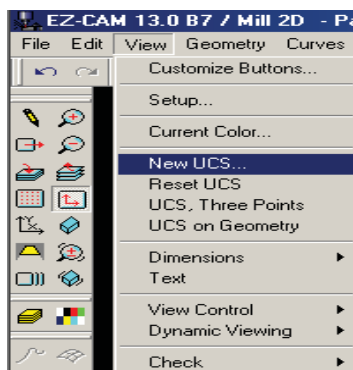 EZ-CAM 13.0 B7 / Mill 2D - Pa
File Edit View Geometry Curves
Customize Buttons...
Setup...
Current Color...
New UCS...
Reset UCS
UCS, Three Points
UCS on Geometry
Dimensions
Text
View Control
Dynamic Viewing
Check